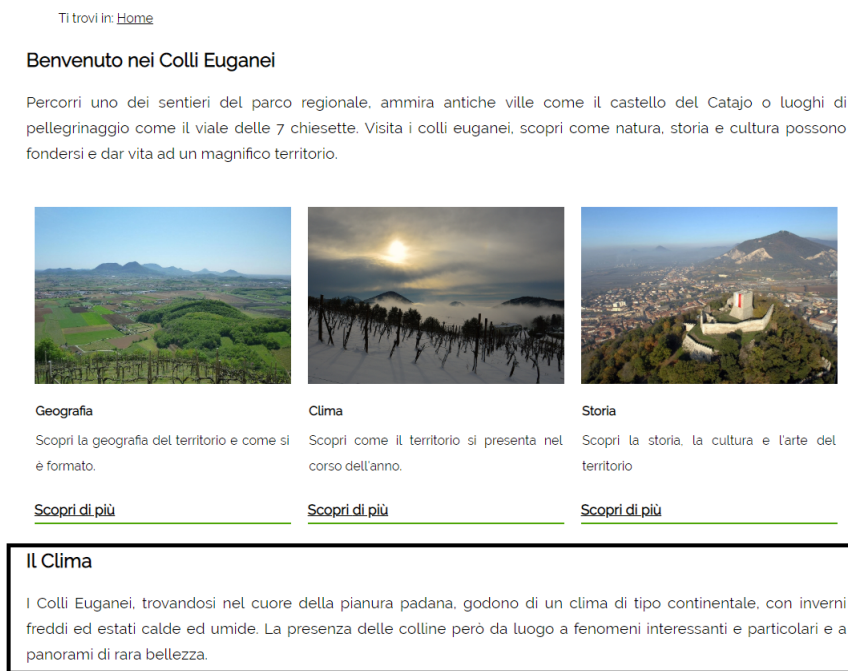 Ti trovi in: Home
Benvenuto nei Colli Euganei
Percorri uno dei sentieri del parco regionale, ammira antiche ville come il castello del Catajo o luoghi di
pellegrinaggio come il viale delle 7 chiesette. Visita i colli euganei, scopri come natura, storia e cultura possono
fondersi e dar vita ad un magnifico territorio.
Geografia
Scopri la geografia del territorio e come si
è formato.
Scopri di più
Clima
Scopri come il territorio si presenta nel
corso dell'anno.
Scopri di più
Storia
Scopri la storia, la cultura e l'arte del
territorio
Scopri di più
Il Clima
I Colli Euganei, trovandosi nel cuore della pianura padana, godono di un clima di tipo continentale, con inverni
freddi ed estati calde ed umide. La presenza delle colline però da luogo a fenomeni interessanti e particolari e a
panorami di rara bellezza.